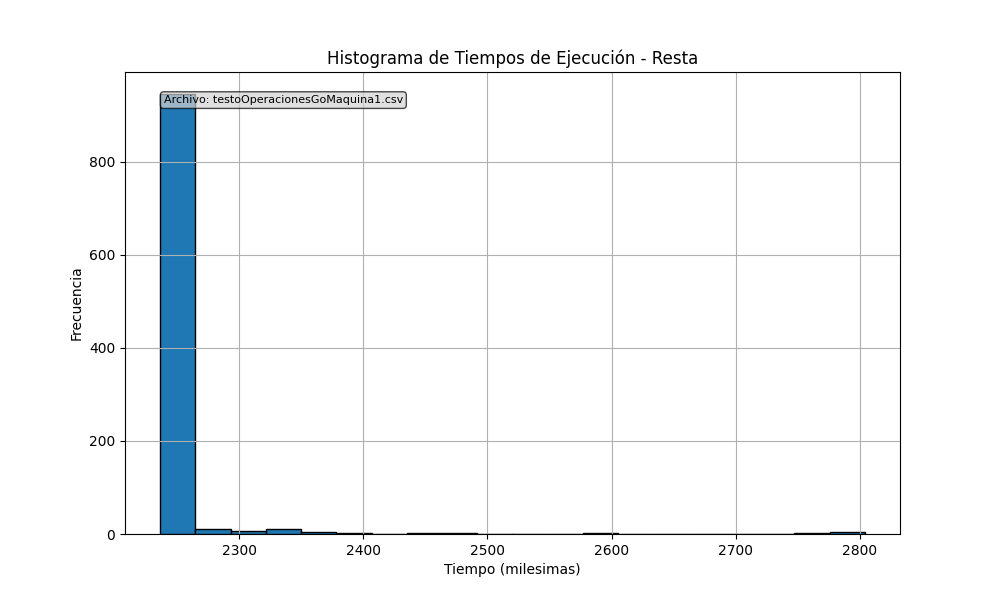 Histograma de Tiempos de Ejecución - Resta
Archivo: testoOperacionesGoMaquina1.csv
800
600
400
200
0
Frecuencia
2300
2400
2500
2600
2700
2800
Tiempo (milesimas)